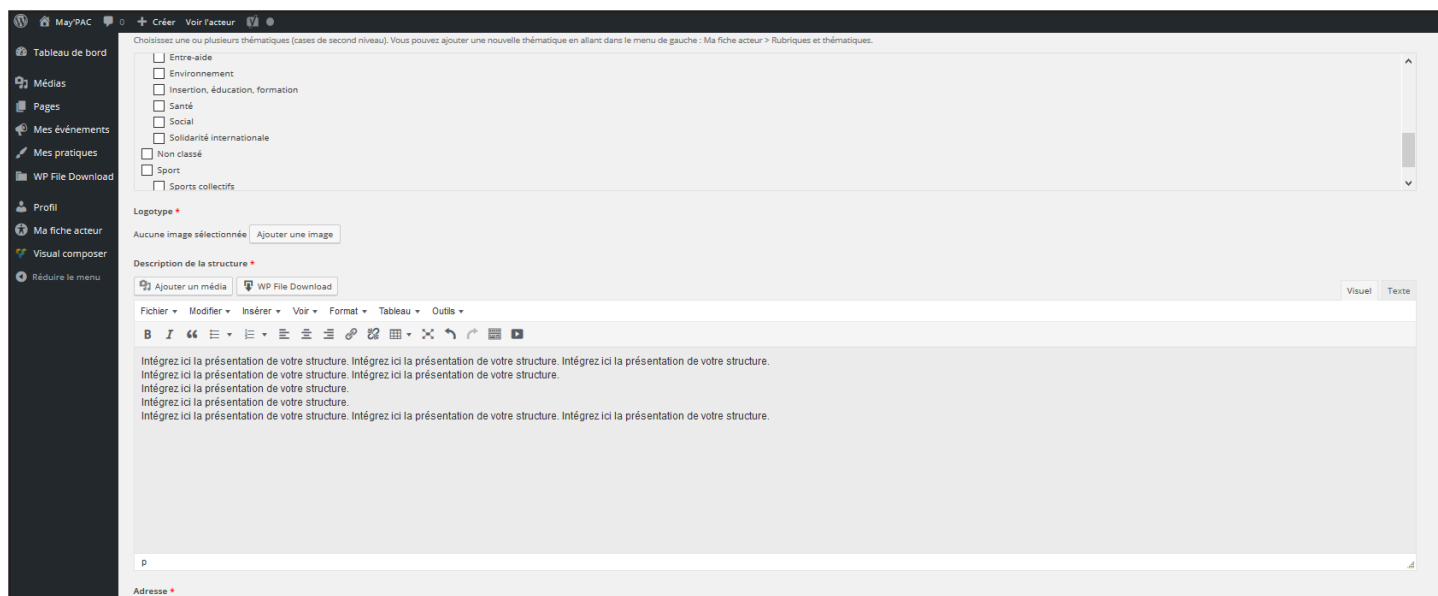 May'PAC 0 + Créer Voir l'acteur
Tableau de bord
Médias
Pages
Mes événements
Mes pratiques
WP File Download
Profil
Ma fiche acteur
Visual composer
Réduire le menu
Choisissez une ou plusieurs thématiques (cases de second niveau). Vous pouvez ajouter une nouvelle thématique en allant dans le menu de gauche : Ma fiche acteur > Rubriques et thématiques.
Entre-aide
Environnement
Insertion, éducation, formation
Santé
Social
Solidarité internationale
Non classé
Sport
Sports collectifs
Logotype *
Aucune image sélectionnée Ajouter une image
Description de la structure *
Ajouter un média WP File Download
Visuel Texte
Fichier Modifier Insérer Voir Format Tableau Outils
B I
Intégrez ici la présentation de votre structure. Intégrez ici la présentation de votre structure. Intégrez ici la présentation de votre structure.
Intégrez ici la présentation de votre structure. Intégrez ici la présentation de votre structure.
Intégrez ici la présentation de votre structure.
Intégrez ici la présentation de votre structure.
Intégrez ici la présentation de votre structure. Intégrez ici la présentation de votre structure. Intégrez ici la présentation de votre structure.
p
Adresse *